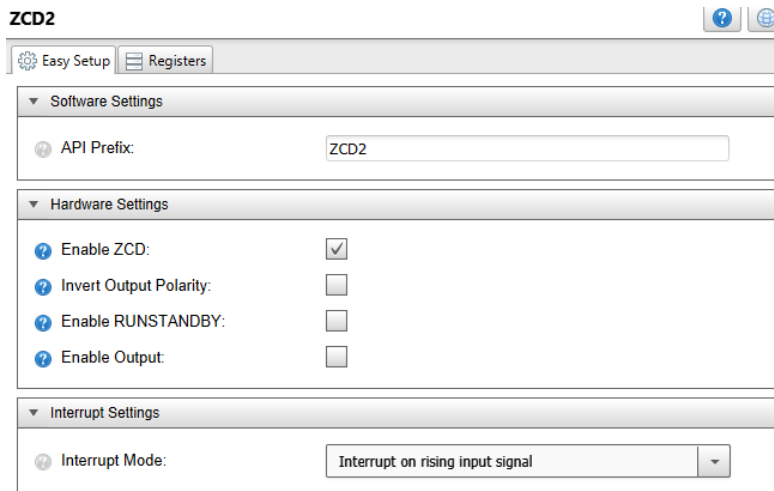 ZCD2
Easy Setup
Registers
Software Settings
API Prefix:
ZCD2
Hardware Settings
Enable ZCD:
Invert Output Polarity:
Enable RUNSTANDBY:
Enable Output:
Interrupt Settings
Interrupt Mode:
Interrupt on rising input signal